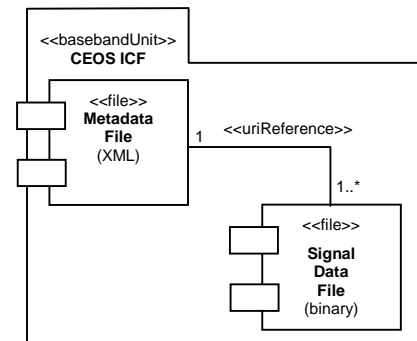 <<basebandUnit>>
CEOS ICF
<<file>>
Metadata
File
(XML)
1
<<uriReference>>
1..*
<<file>>
Signal
Data
File
(binary)